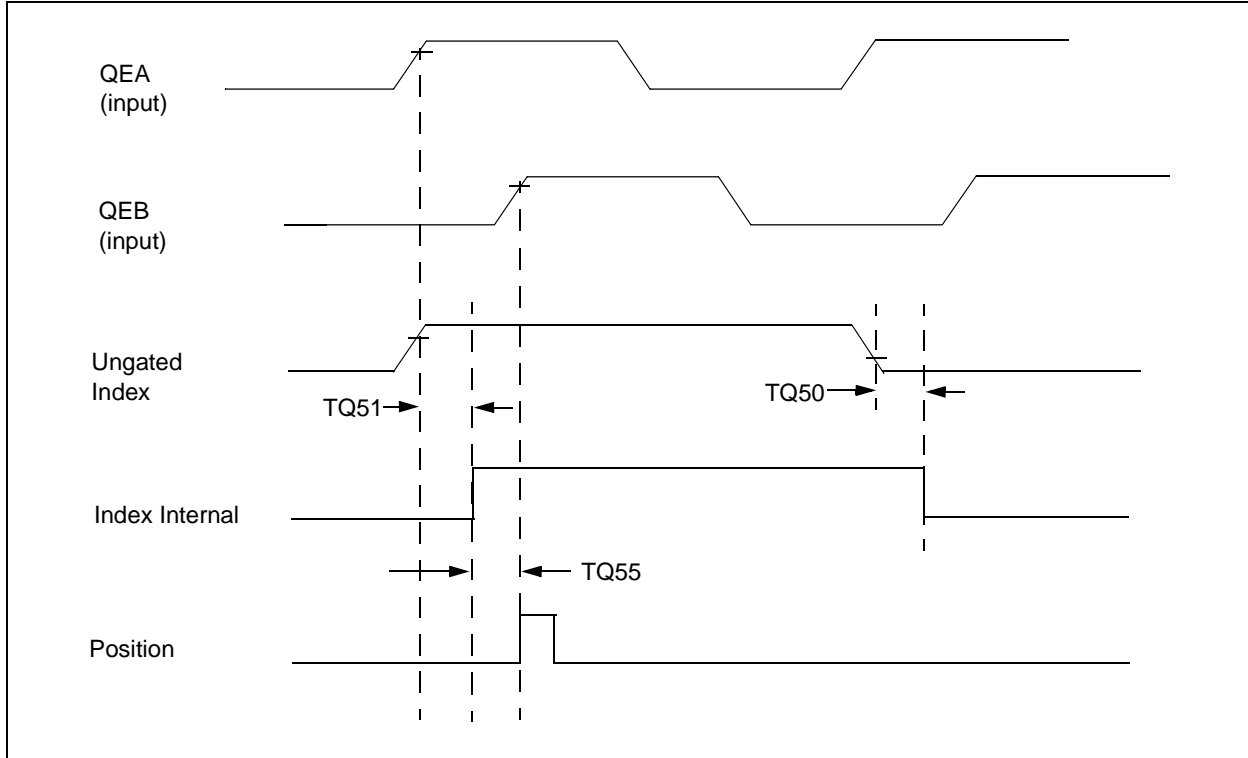 QEA
(input)
QEB
(input)
Ungated
Index
TQ51
TQ50
Index Internal
TQ55
Position